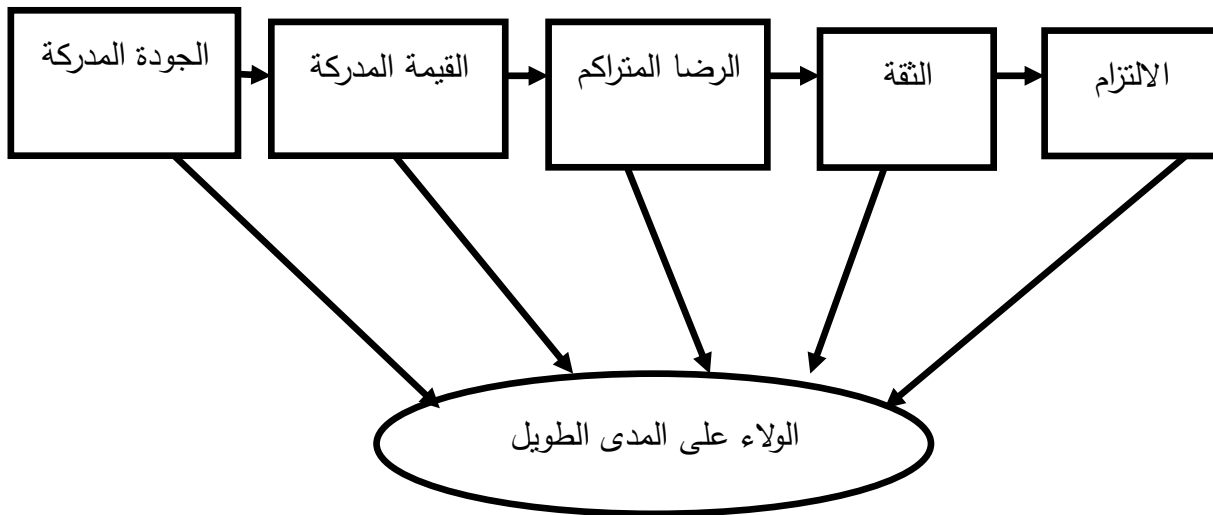 الجودة المدركة
القيمة المدركة
الرضا المتراكم
الثقة
الالتزام
الولاء على المدى الطويل